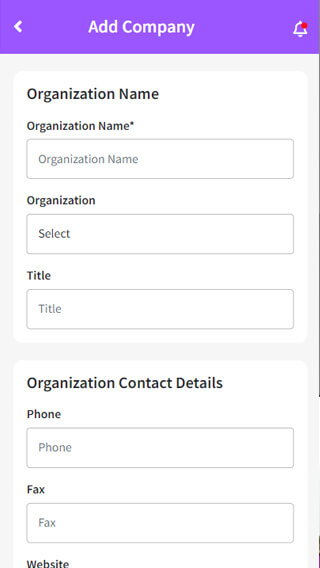 Add Company
Organization Name
Organization Name*
Organization Name
Organization
Select
Title
Title
Organization Contact Details
Phone
Phone
Fax
Fax
Website